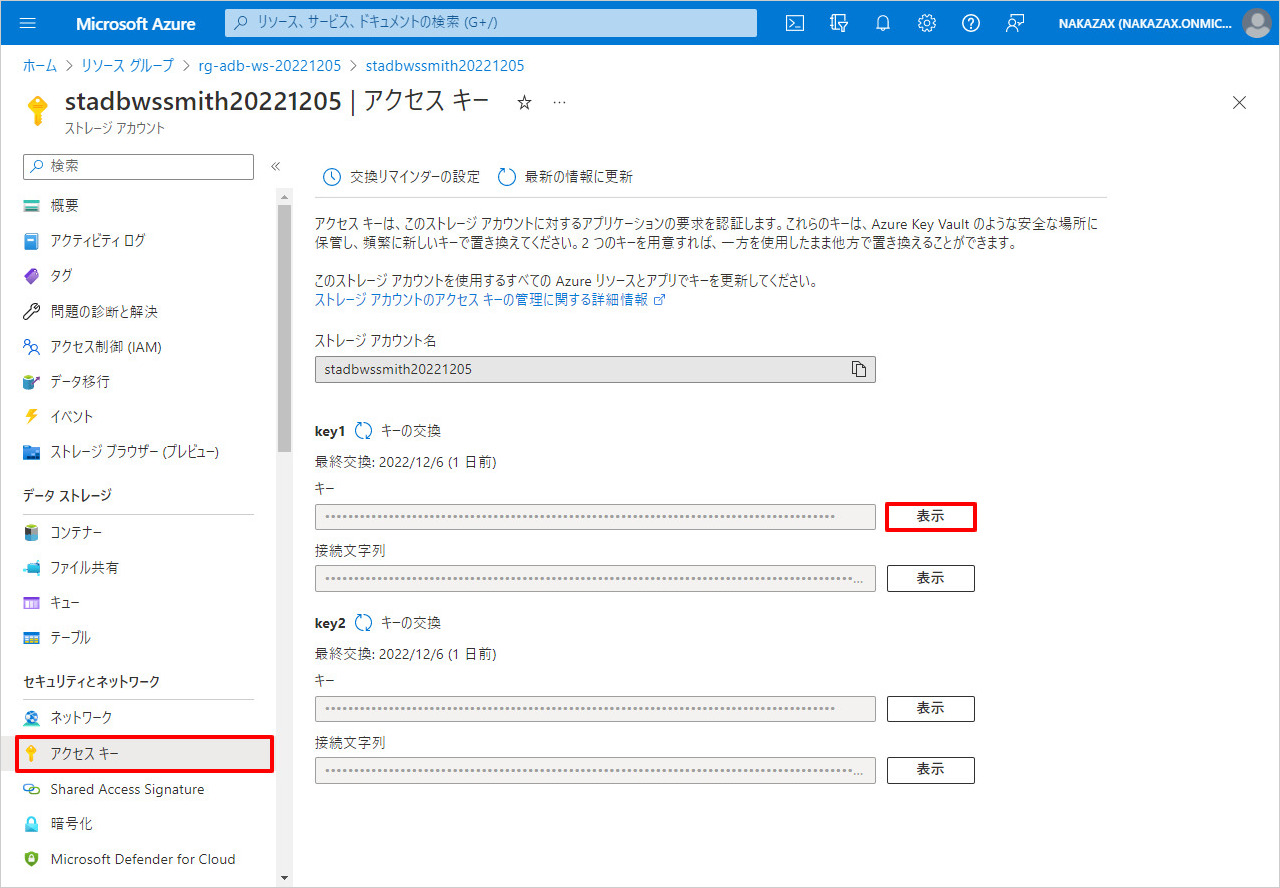 Microsoft Azure
リソース、サービス、ドキュメントの検索 (G+/)
NAKAZAX (NAKAZAX.ONMIC...
ホーム > リソース グループ > rg-adb-ws-20221205 > stadbwssmith20221205
stadbwssmith20221205 | アクセス キー ☆ ...
ストレージ アカウント
検索
«
概要
アクティビティ ログ
タグ
問題の診断と解決
アクセス制御 (IAM)
データ移行
イベント
ストレージ ブラウザー (プレビュー)
データ ストレージ
コンテナー
ファイル共有
キュー
テーブル
セキュリティとネットワーク
ネットワーク
アクセス キー
Shared Access Signature
暗号化
Microsoft Defender for Cloud
交換リマインダーの設定
最新の情報に更新
アクセス キーは、このストレージ アカウントに対するアプリケーションの要求を認証します。これらのキーは、Azure Key Vault のような安全な場所に
保管し、頻繁に新しいキーで置き換えてください。2 つのキーを用意すれば、一方を使用したまま他方で置き換えることができます。
このストレージ アカウントを使用するすべての Azure リソースとアプリでキーを更新してください。
ストレージ アカウントのアクセス キーの管理に関する詳細情報
ストレージ アカウント名
stadbwssmith20221205
key1 キーの交換
最終交換: 2022/12/6 (1 日前)
キー
表示
接続文字列
表示
key2 キーの交換
最終交換: 2022/12/6 (1 日前)
キー
表示
接続文字列
表示